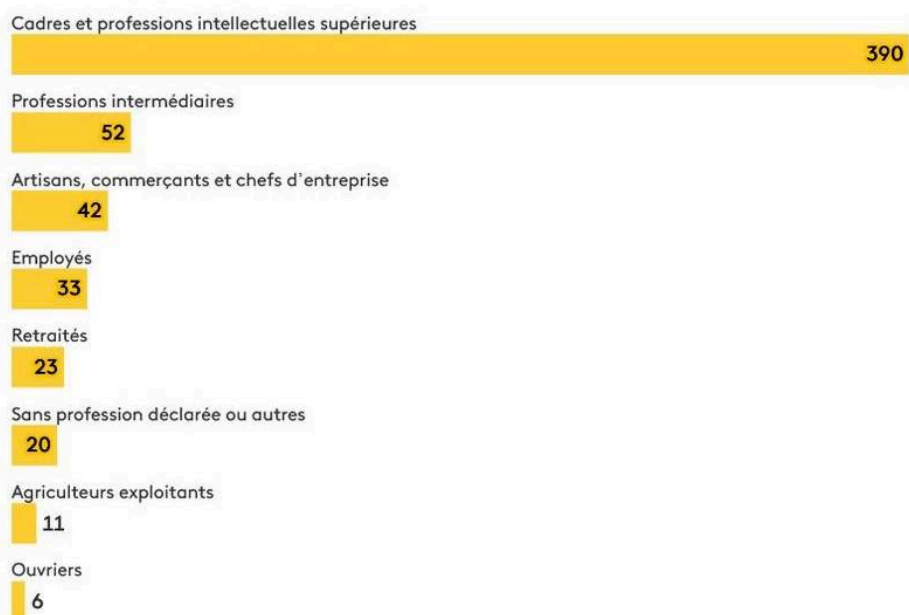 Cadres et professions intellectuelles supérieures
390
Professions intermédiaires
52
Artisans, commerçants et chefs d'entreprise
42
Employés
33
Retraités
23
Sans profession déclarée ou autres
20
Agriculteurs exploitants
11
Ouvriers
6